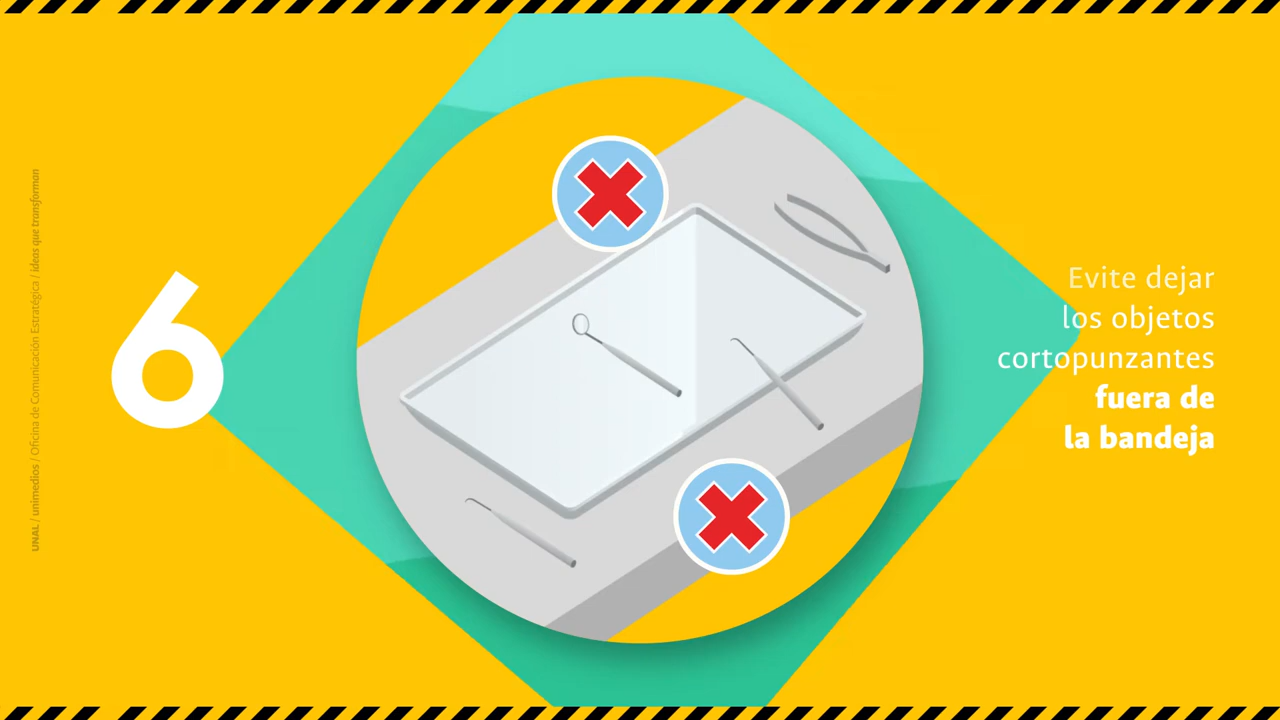 UNAL / unimedios / Oficina de Comunicación Estratégica / ideas que transforman
6
Evite dejar
los objetos
cortopunzantes
fuera de
la bandeja